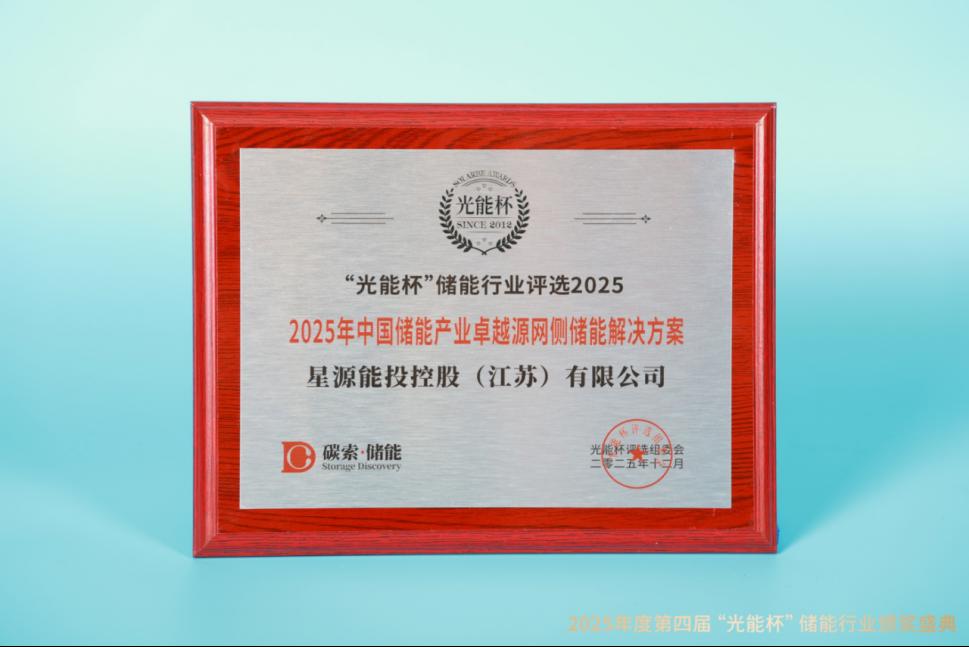 SOLARBE AWARDS
光能杯
SINCE 2012
“光能杯”储能行业评选2025
2025年中国储能产业卓越源网侧储能解决方案
星源能投控股（江苏）有限公司
碳索·储能
Storage Discovery
光能杯评选组委会
二零二五年十二月
2025年度第四届“光能杯”储能行业颁奖盛典